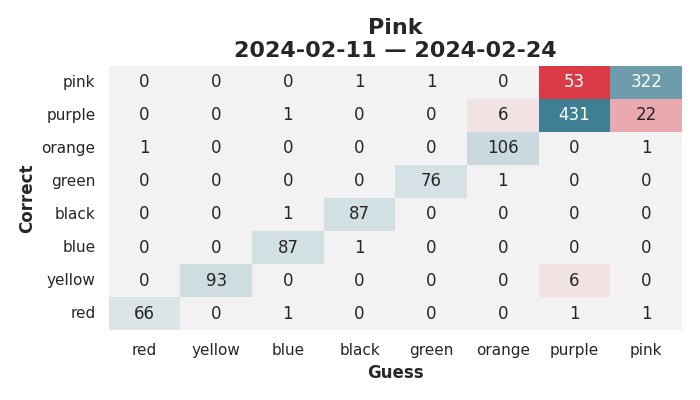 Pink
2024-02-11 — 2024-02-24
pink 0 0 0 1 1 0 53 322
purple 0 0 1 0 0 6 431 22
orange 1 0 0 0 0 106 0 1
green 0 0 0 0 76 1 0 0
black 0 0 1 87 0 0 0 0
blue 0 0 87 1 0 0 0 0
yellow 0 93 0 0 0 0 6 0
red 66 0 1 0 0 0 1 1
Correct
red yellow blue black green orange purple pink
Guess